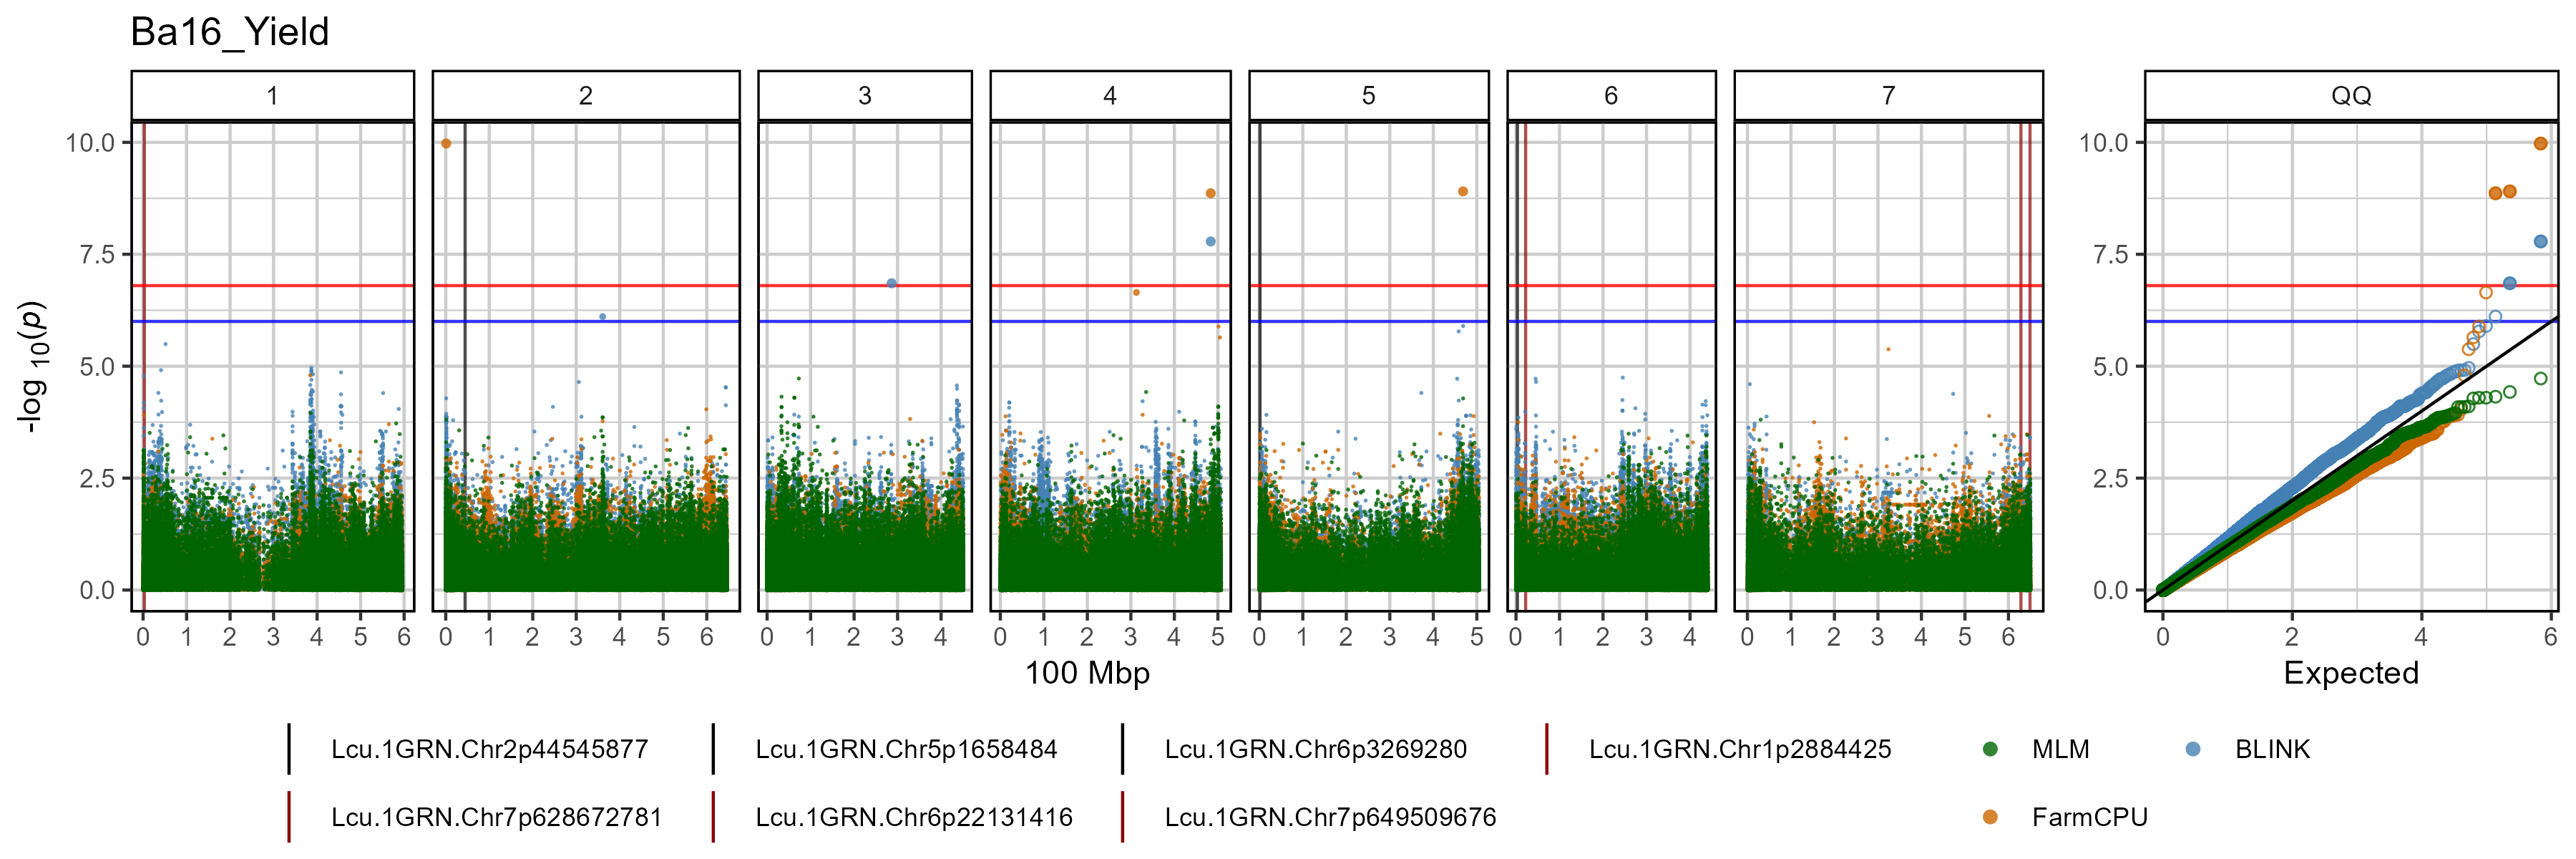 Ba16_Yield
1 2 3 4 5 6 7 QQ
-log 10(p)
10.0
7.5
5.0
2.5
0.0
10.0
7.5
5.0
2.5
0.0
0 1 2 3 4 5 6 0 1 2 3 4 5 6 0 1 2 3 4 0 1 2 3 4 5 0 1 2 3 4 5 0 1 2 3 4 0 1 2 3 4 5 6 0 2 4 6
100 Mbp Expected
Lcu.1GRN.Chr2p44545877 Lcu.1GRN.Chr5p1658484 Lcu.1GRN.Chr6p3269280 Lcu.1GRN.Chr1p2884425 MLM BLINK
Lcu.1GRN.Chr7p628672781 Lcu.1GRN.Chr6p22131416 Lcu.1GRN.Chr7p649509676 FarmCPU